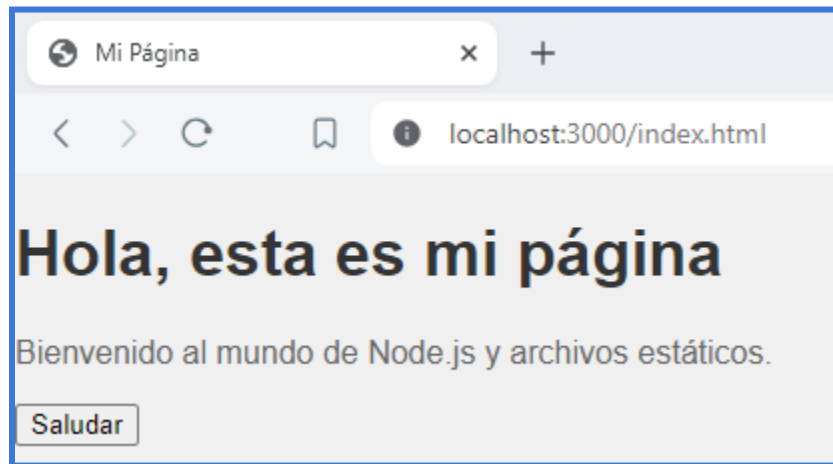 Mi Página
localhost:3000/index.html
Hola, esta es mi página
Bienvenido al mundo de Node.js y archivos estáticos.
Saludar